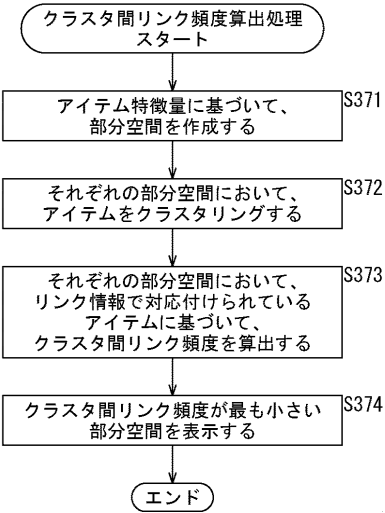 クラスタ間リンク頻度算出処理
スタート
アイテム特徴量に基づいて、
部分空間を作成する
S371
それぞれの部分空間において、
アイテムをクラスタリングする
S372
それぞれの部分空間において、
リンク情報で対応付けられている
アイテムに基づいて、
クラスタ間リンク頻度を算出する
S373
クラスタ間リンク頻度が最も小さい
部分空間を表示する
S374
エンド